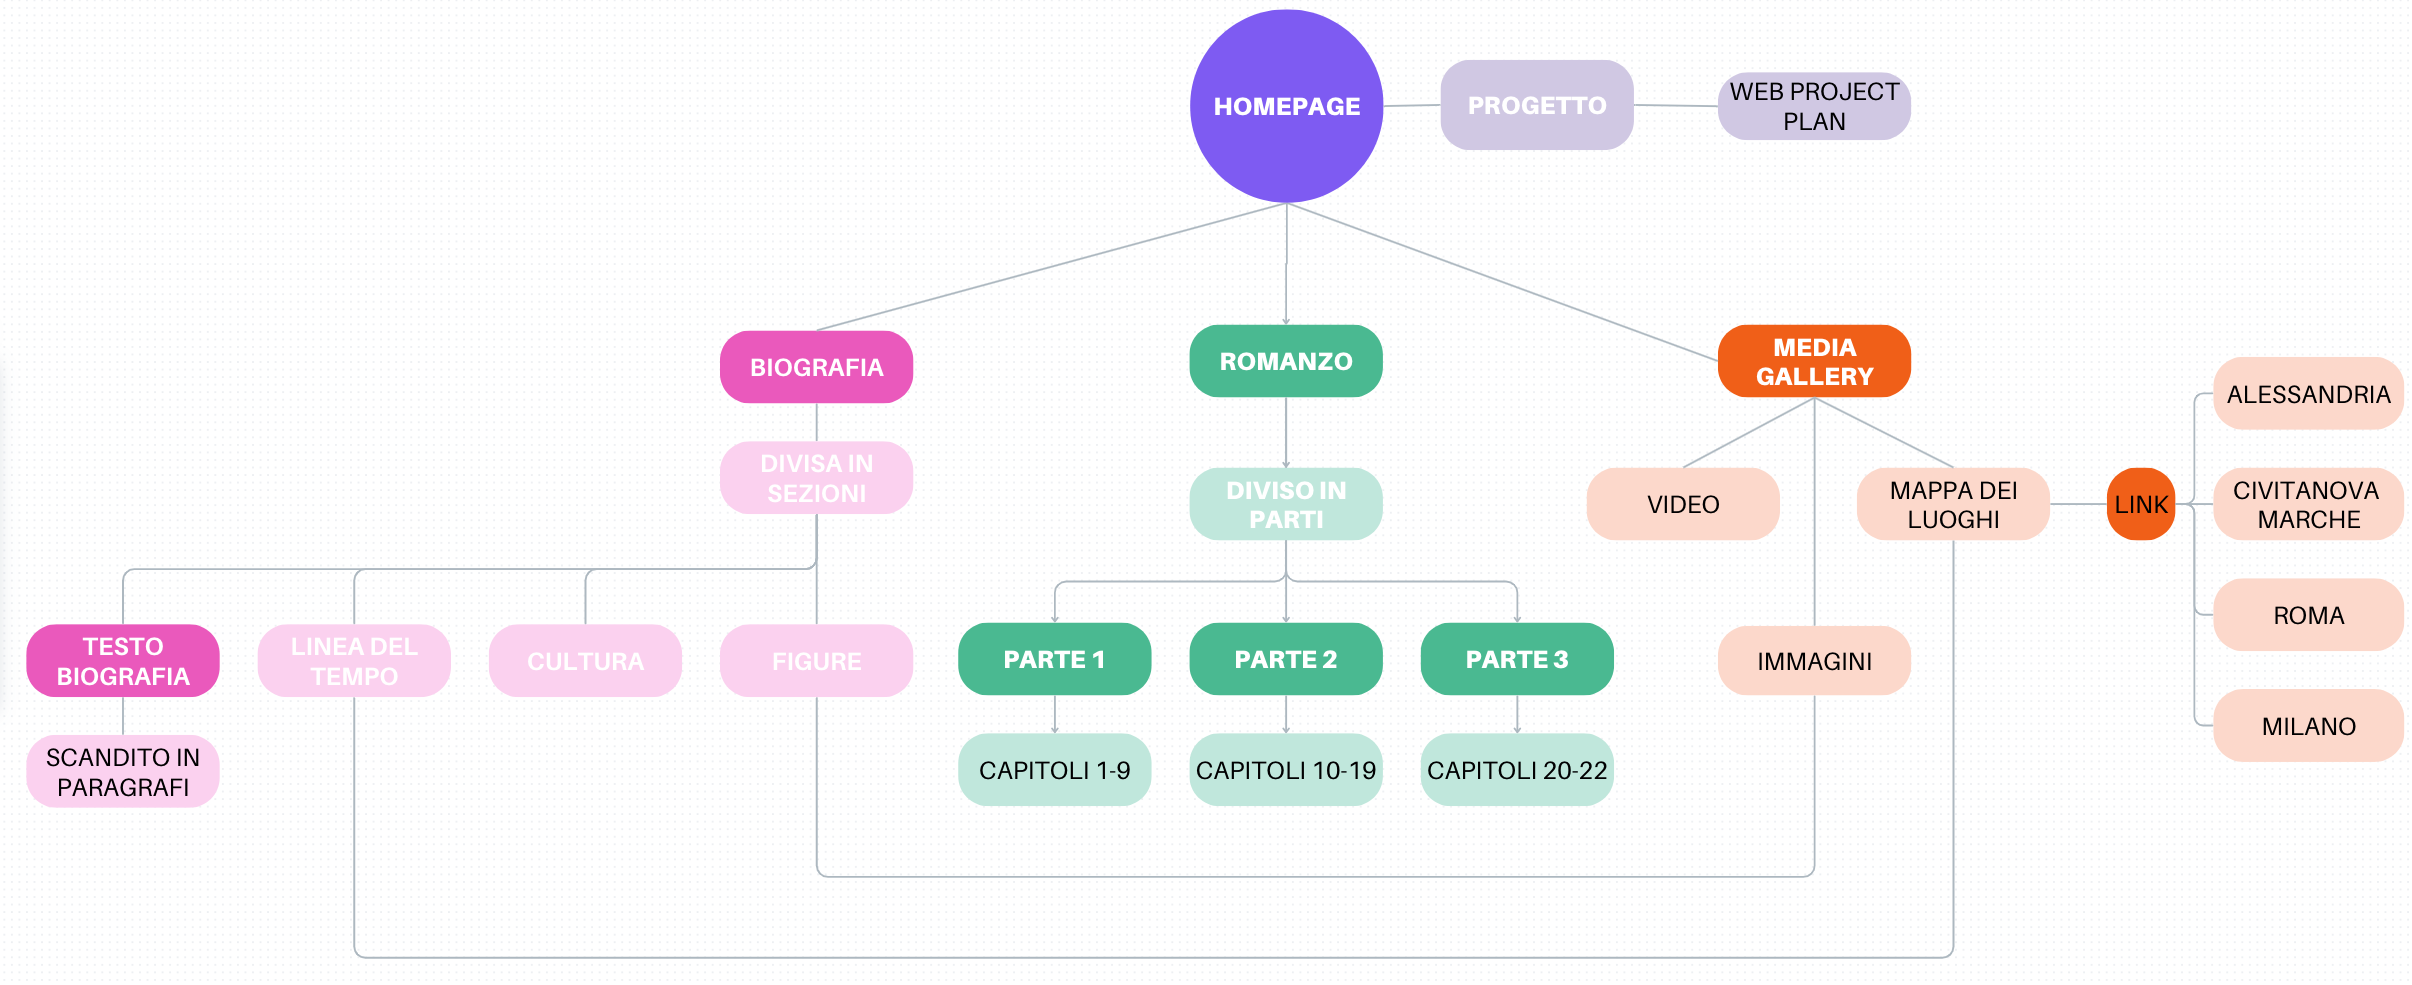 HOMEPAGE
PROGETTO
WEB PROJECT
PLAN
BIOGRAFIA
ROMANZO
MEDIA
GALLERY
DIVISA IN
SEZIONI
DIVISO IN
PARTI
VIDEO
MAPPA DEI
LUOGHI
LINK
ALESSANDRIA
CIVITANOVA
MARCHE
ROMA
MILANO
TESTO
BIOGRAFIA
LINEA DEL
TEMPO
CULTURA
FIGURE
PARTE 1
PARTE 2
PARTE 3
IMMAGINI
SCANDITO IN
PARAGRAFI
CAPITOLI 1-9
CAPITOLI 10-19
CAPITOLI 20-22